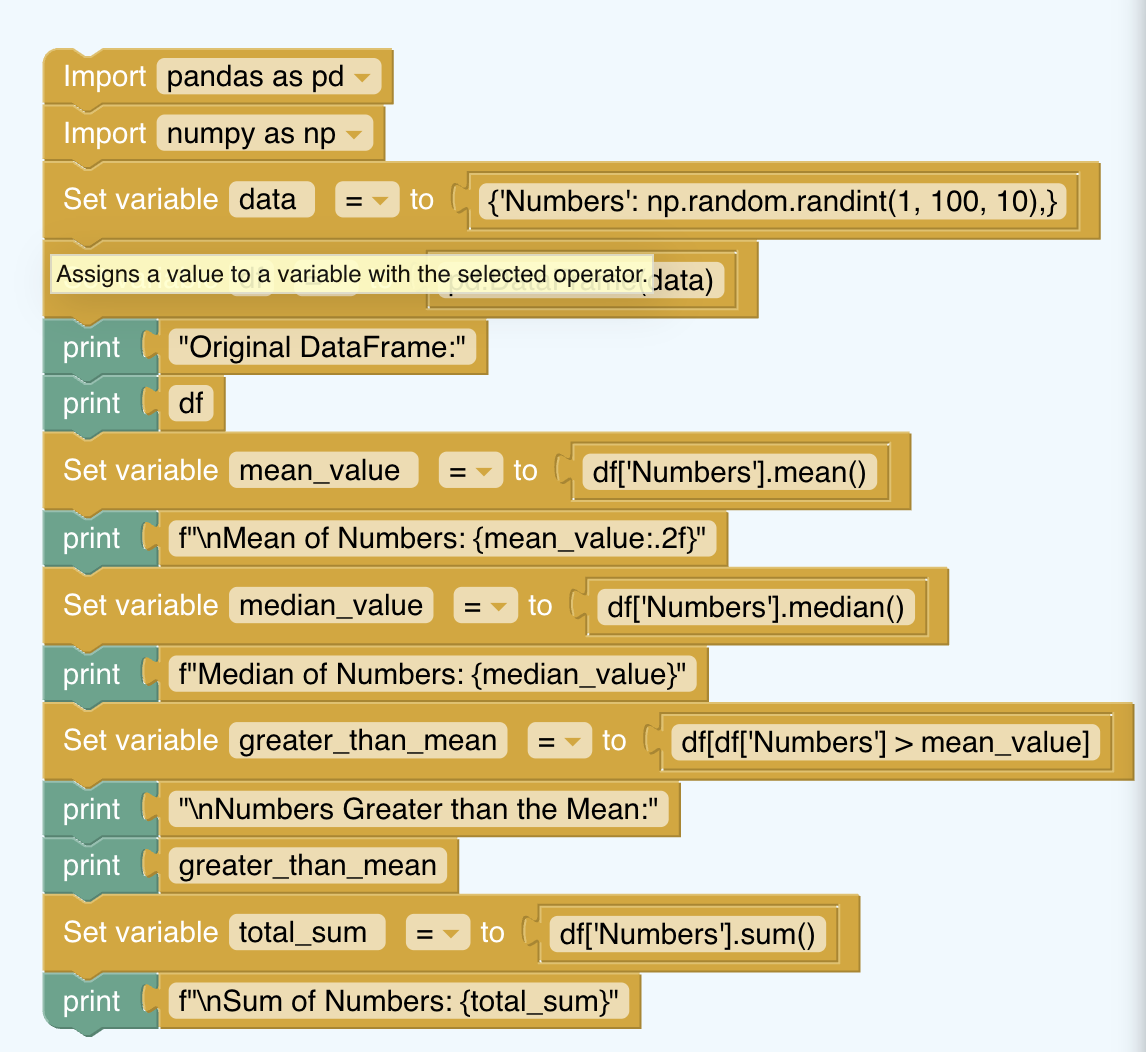 Import pandas as pd
Import numpy as np
Set variable data = to {'Numbers': np.random.randint(1, 100, 10),}
Assigns a value to a variable with the selected operator.
df = pd.DataFrame(data)
print "Original DataFrame:"
print df
Set variable mean_value = to df['Numbers'].mean()
print f"\nMean of Numbers: {mean_value:.2f}"
Set variable median_value = to df['Numbers'].median()
print f"Median of Numbers: {median_value}"
Set variable greater_than_mean = to df[df['Numbers'] > mean_value]
print "\nNumbers Greater than the Mean:"
print greater_than_mean
Set variable total_sum = to df['Numbers'].sum()
print f"\nSum of Numbers: {total_sum}"